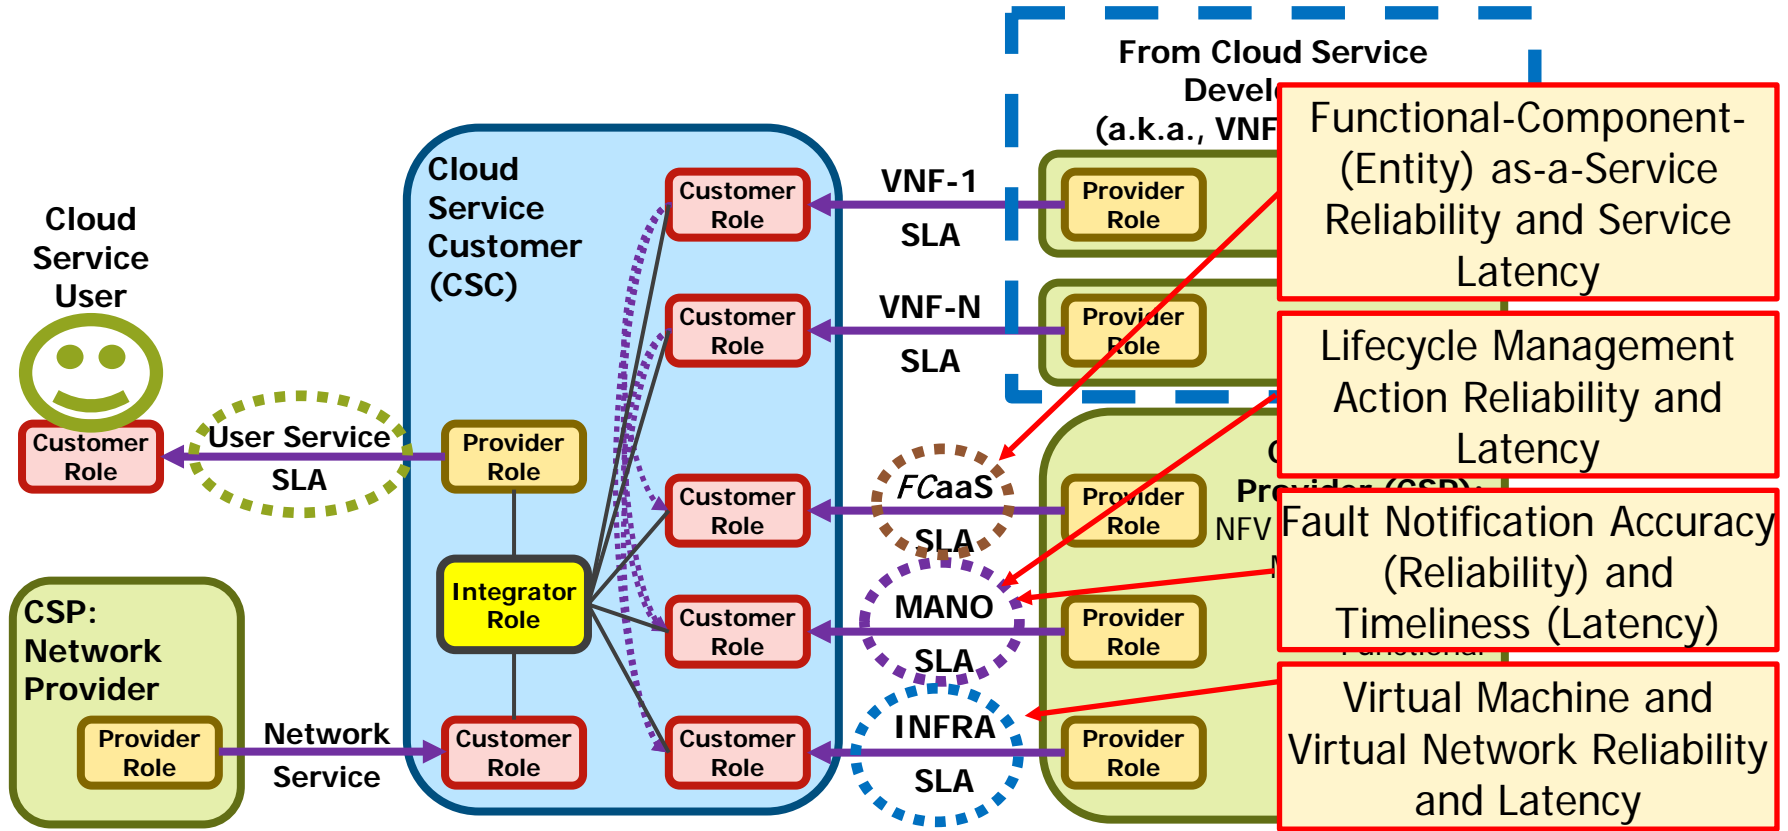 From Cloud Service
(a.k.a., VNF
Functional-Component-
(Entity) as-a-Service
Reliability and Service
Latency
Lifecycle Management
Action Reliability and
Latency
Fault Notification Accuracy
(Reliability) and
Timeliness (Latency)
Virtual Machine and
Virtual Network Reliability
and Latency
Cloud
Service
User
Customer
Role
User Service
SLA
CSP:
Network
Provider
Provider
Role
Network
Service
Cloud
Service
Customer
(CSC)
Provider
Role
Integrator
Role
Customer
Role
Customer
Role
Customer
Role
Customer
Role
Customer
Role
Customer
Role
VNF-1
SLA
VNF-N
SLA
FCaaS
SLA
MANO
SLA
INFRA
SLA
Provider
Role
Provider
Role
Provider (CSP):
NFV
Provider
Role
Provider
Role
Functional
Provider
Role